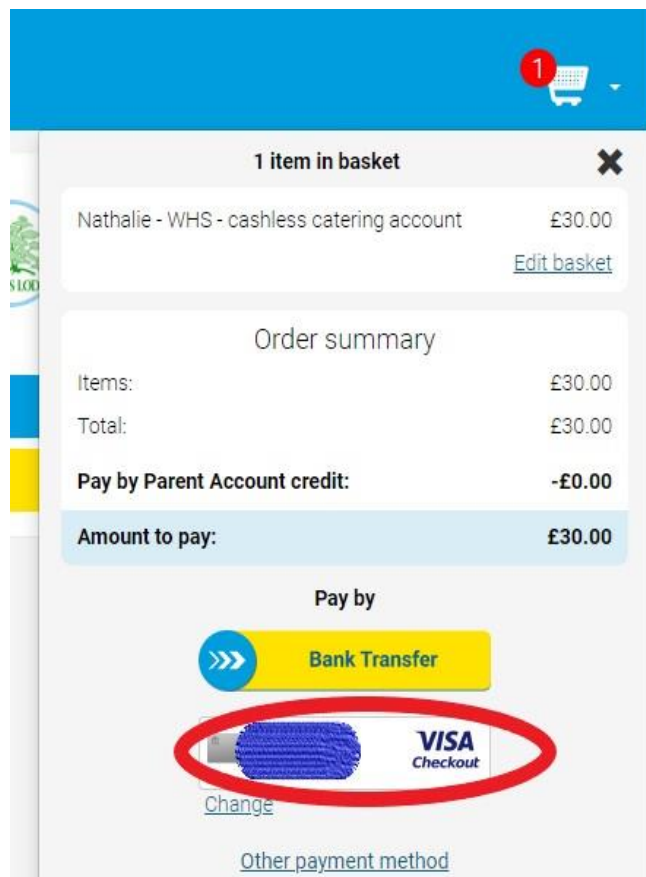 1
1 item in basket
Nathalie - WHS - cashless catering account £30.00
Edit basket
S LOD
Order summary
Items: £30.00
Total: £30.00
Pay by Parent Account credit: -£0.00
Amount to pay: £30.00
Pay by
Bank Transfer
VISA
Checkout
Change
Other payment method